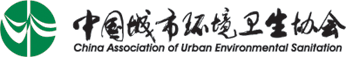 中国城市环境卫生协会
China Association of Urban Environmental Sanitation